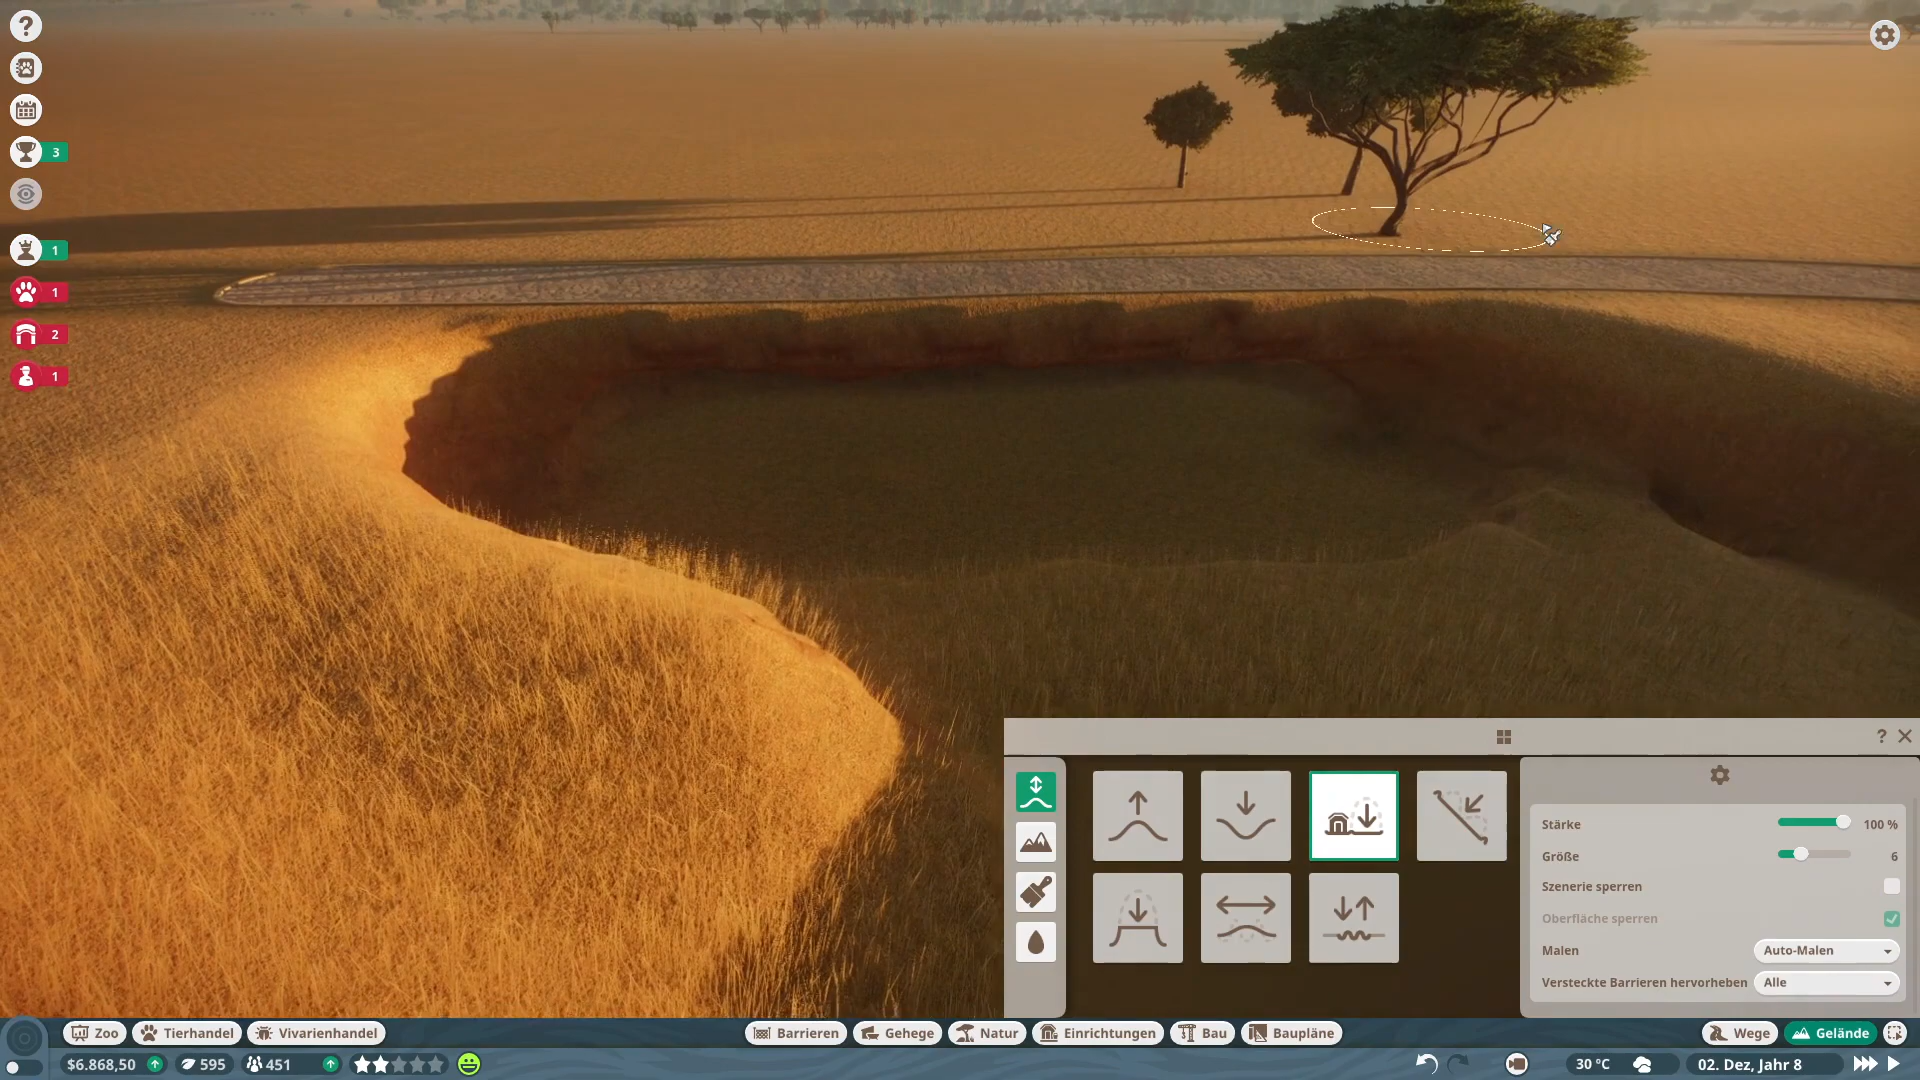 ?
3
1
1
2
1
?
Stärke 100 %
Größe 6
Szenerie sperren
Oberfläche sperren
Malen Auto-Malen
Versteckte Barrieren hervorheben Alle
Zoo Tierhandel Vivarienhandel Barrieren Gehege Natur Einrichtungen Bau Baupläne Wege Gelände
$6.868,50 595 451 30 °C 02. Dez, Jahr 8